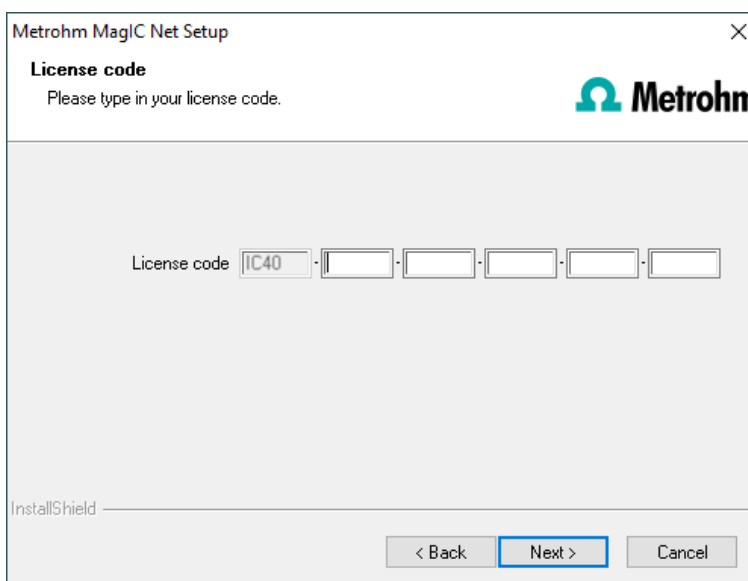 Metrohm MagIC Net Setup
License code
Please type in your license code.
Metrohm
License code IC40 - - - - -
InstallShield
< Back Next > Cancel